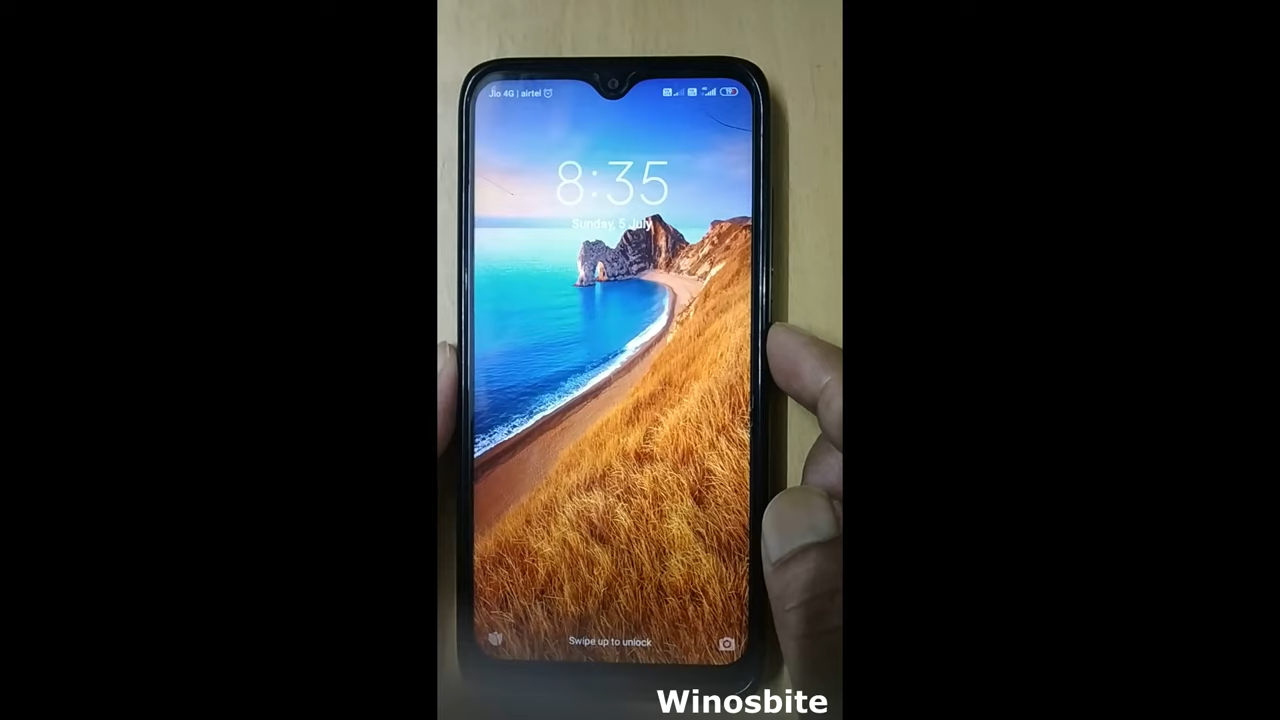 Jio 4G | airtel
8:35
Sunday, 5 July
Swipe up to unlock
Winosbite